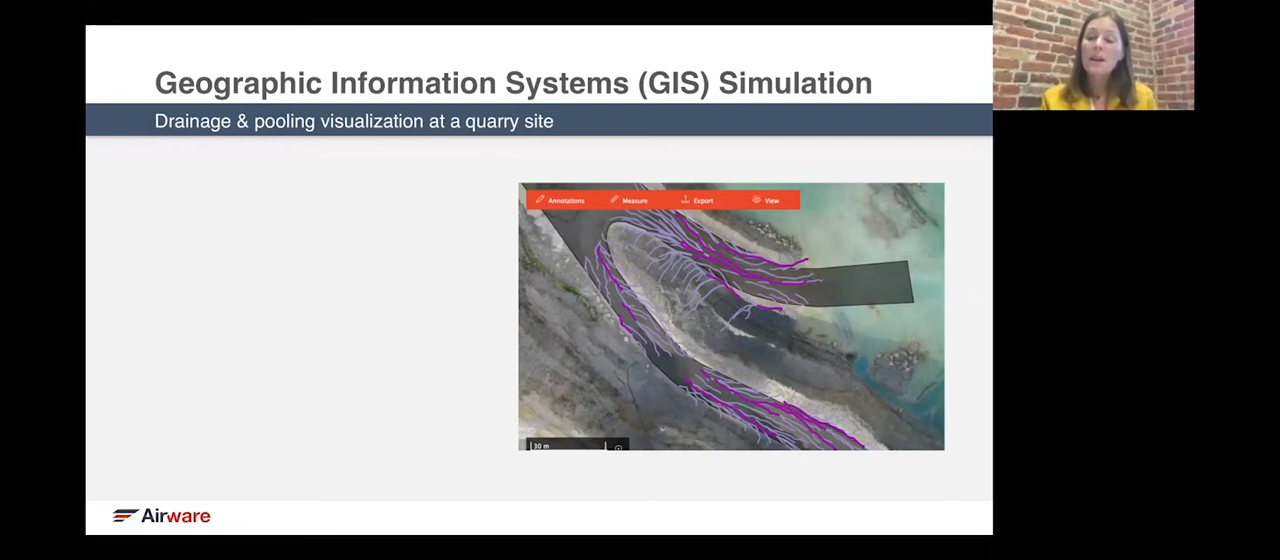 Geographic Information Systems (GIS) Simulation
Drainage & pooling visualization at a quarry site
Annotations Measure Export View
30 m
Airware